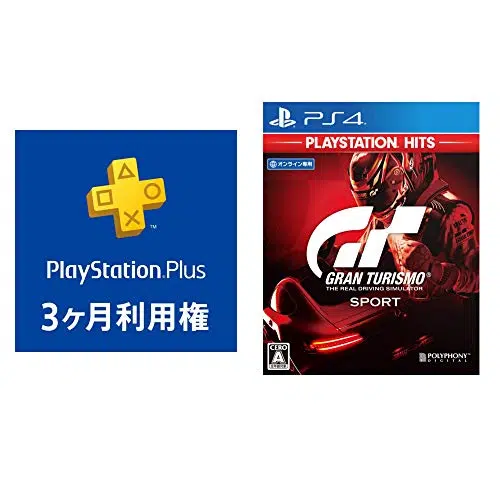 PlayStation®Plus
3ヶ月利用権
PS4
PLAYSTATION® HITS
オンライン専用
GT
GRAN TURISMO®
THE REAL DRIVING SIMULATOR
SPORT
CERO
A
POLYPHONY
DIGITAL